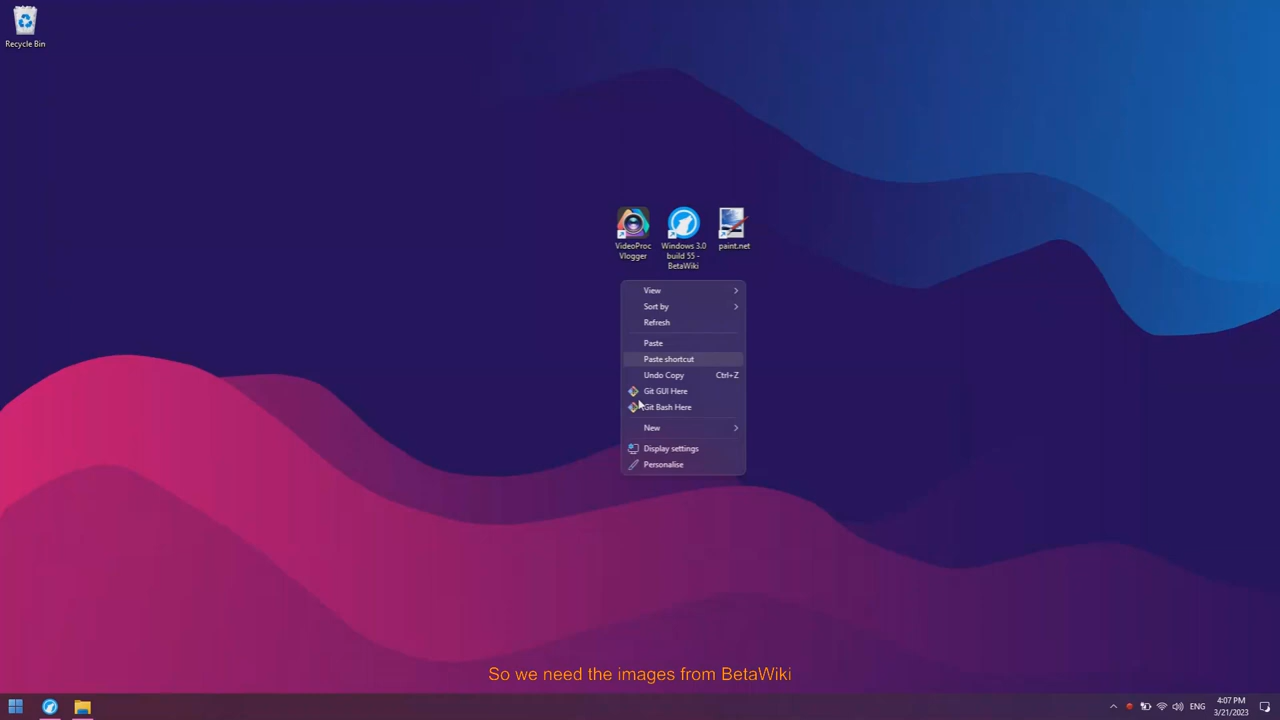 Recycle Bin
VideoProc
Vlogger
Windows 3.0
build 55 -
BetaWiki
paint.net
View
Sort by
Refresh
Paste
Paste shortcut
Undo Copy Ctrl+Z
Git GUI Here
Git Bash Here
New
Display settings
Personalise
So we need the images from BetaWiki
ENG
4:07 PM
3/21/2023